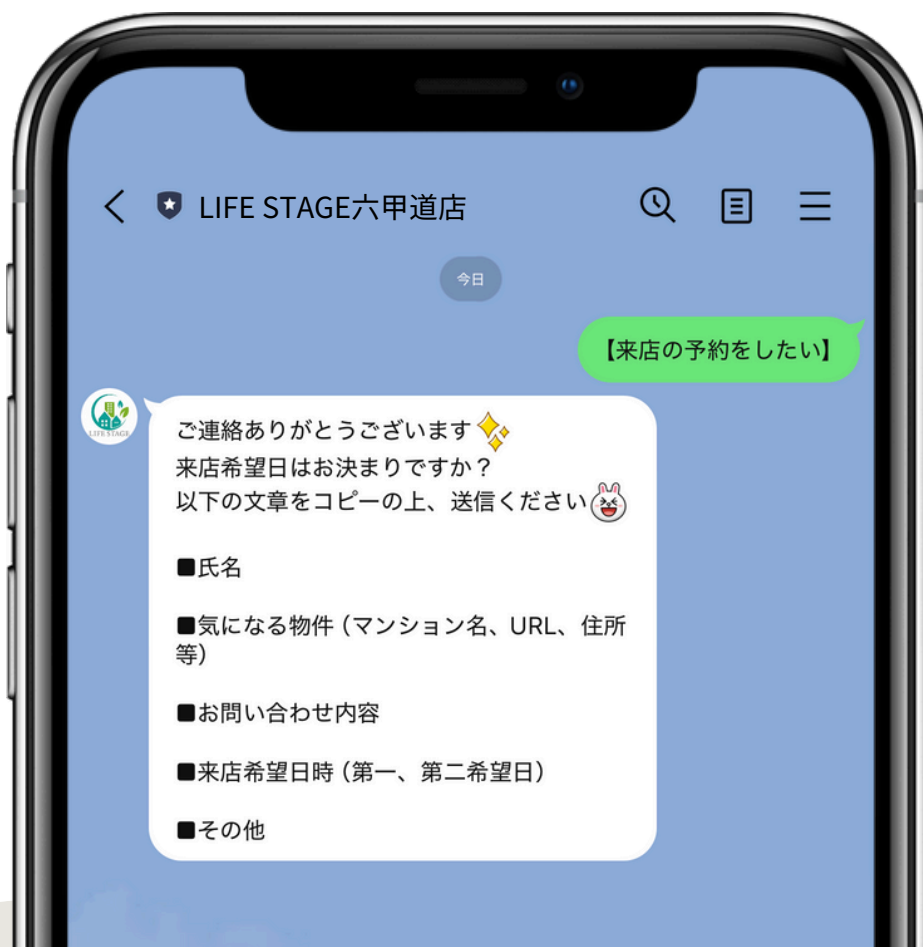 LIFE STAGE六甲道店
今日
【来店の予約をしたい】
LIFE STAGE
ご連絡ありがとうございます
来店希望日はお決まりですか？
以下の文章をコピーの上、送信ください
■氏名
■気になる物件（マンション名、URL、住所
等）
■お問い合わせ内容
■来店希望日時（第一、第二希望日）
■その他